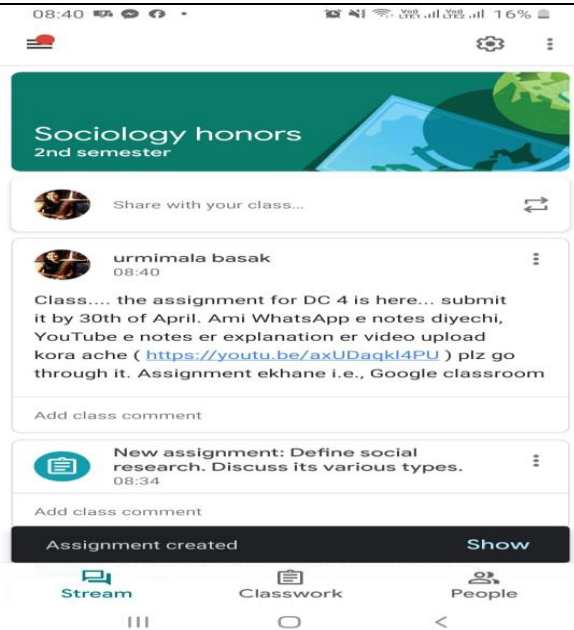 08:40
16%
Sociology honors
2nd semester
Share with your class...
urmimala basak
08:40
Class.... the assignment for DC 4 is here... submit
it by 30th of April. Ami WhatsApp e notes diyechi,
YouTube e notes er explanation er video upload
kora ache ( https://youtu.be/axUDaqkl4PU ) plz go
through it. Assignment ekhane i.e., Google classroom
Add class comment
New assignment: Define social
research. Discuss its various types.
08:34
Add class comment
Assignment created Show
Stream Classwork People